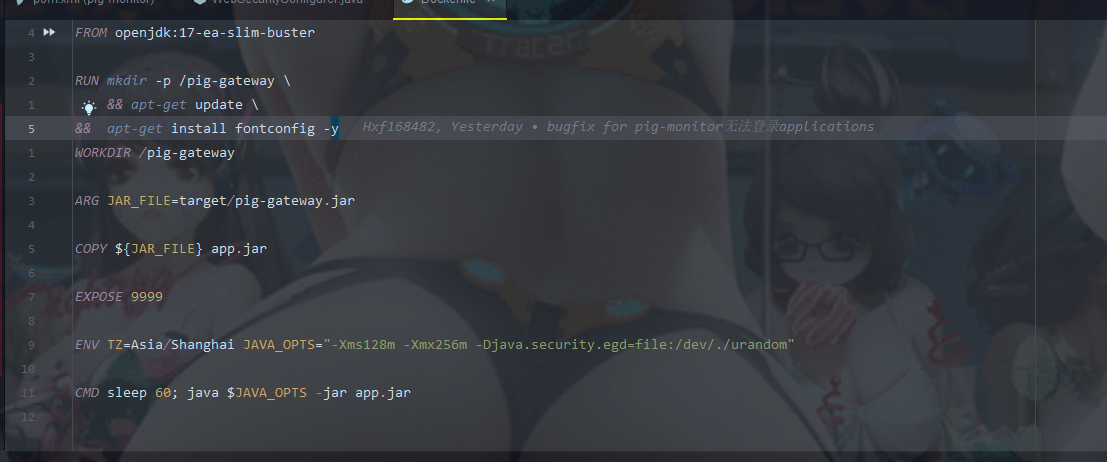 pom.xml (pig-monitor) WebSecurityConfigurer.java Dockerfile
Tracer
4 FROM openjdk:17-ea-slim-buster
3
2 RUN mkdir -p /pig-gateway \
1 && apt-get update \
5 && apt-get install fontconfig -y Hxf168482, Yesterday • bugfix for pig-monitor无法登录applications
1 WORKDIR /pig-gateway
2
3 ARG JAR_FILE=target/pig-gateway.jar
4
5 COPY ${JAR_FILE} app.jar
6
7 EXPOSE 9999
8
9 ENV TZ=Asia/Shanghai JAVA_OPTS="-Xms128m -Xmx256m -Djava.security.egd=file:/dev/./urandom"
10
11 CMD sleep 60; java $JAVA_OPTS -jar app.jar
12